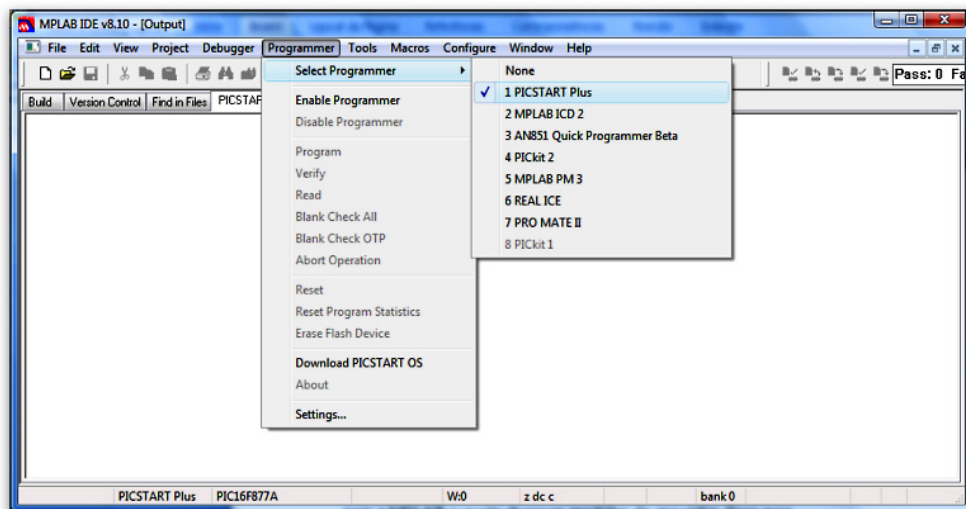 MPLAB IDE v8.10 - [Output]
File Edit View Project Debugger Programmer Tools Macros Configure Window Help
Pass: 0 Fa
Build Version Control Find in Files PICSTAR
Select Programmer
Enable Programmer
Disable Programmer
Program
Verify
Read
Blank Check All
Blank Check OTP
Abort Operation
Reset
Reset Program Statistics
Erase Flash Device
Download PICSTART OS
About
Settings...
None
1 PICSTART Plus
2 MPLAB ICD 2
3 AN851 Quick Programmer Beta
4 PICkit 2
5 MPLAB PM 3
6 REAL ICE
7 PRO MATE II
8 PICkit 1
PICSTART Plus PIC16F877A W:0 z dc c bank 0